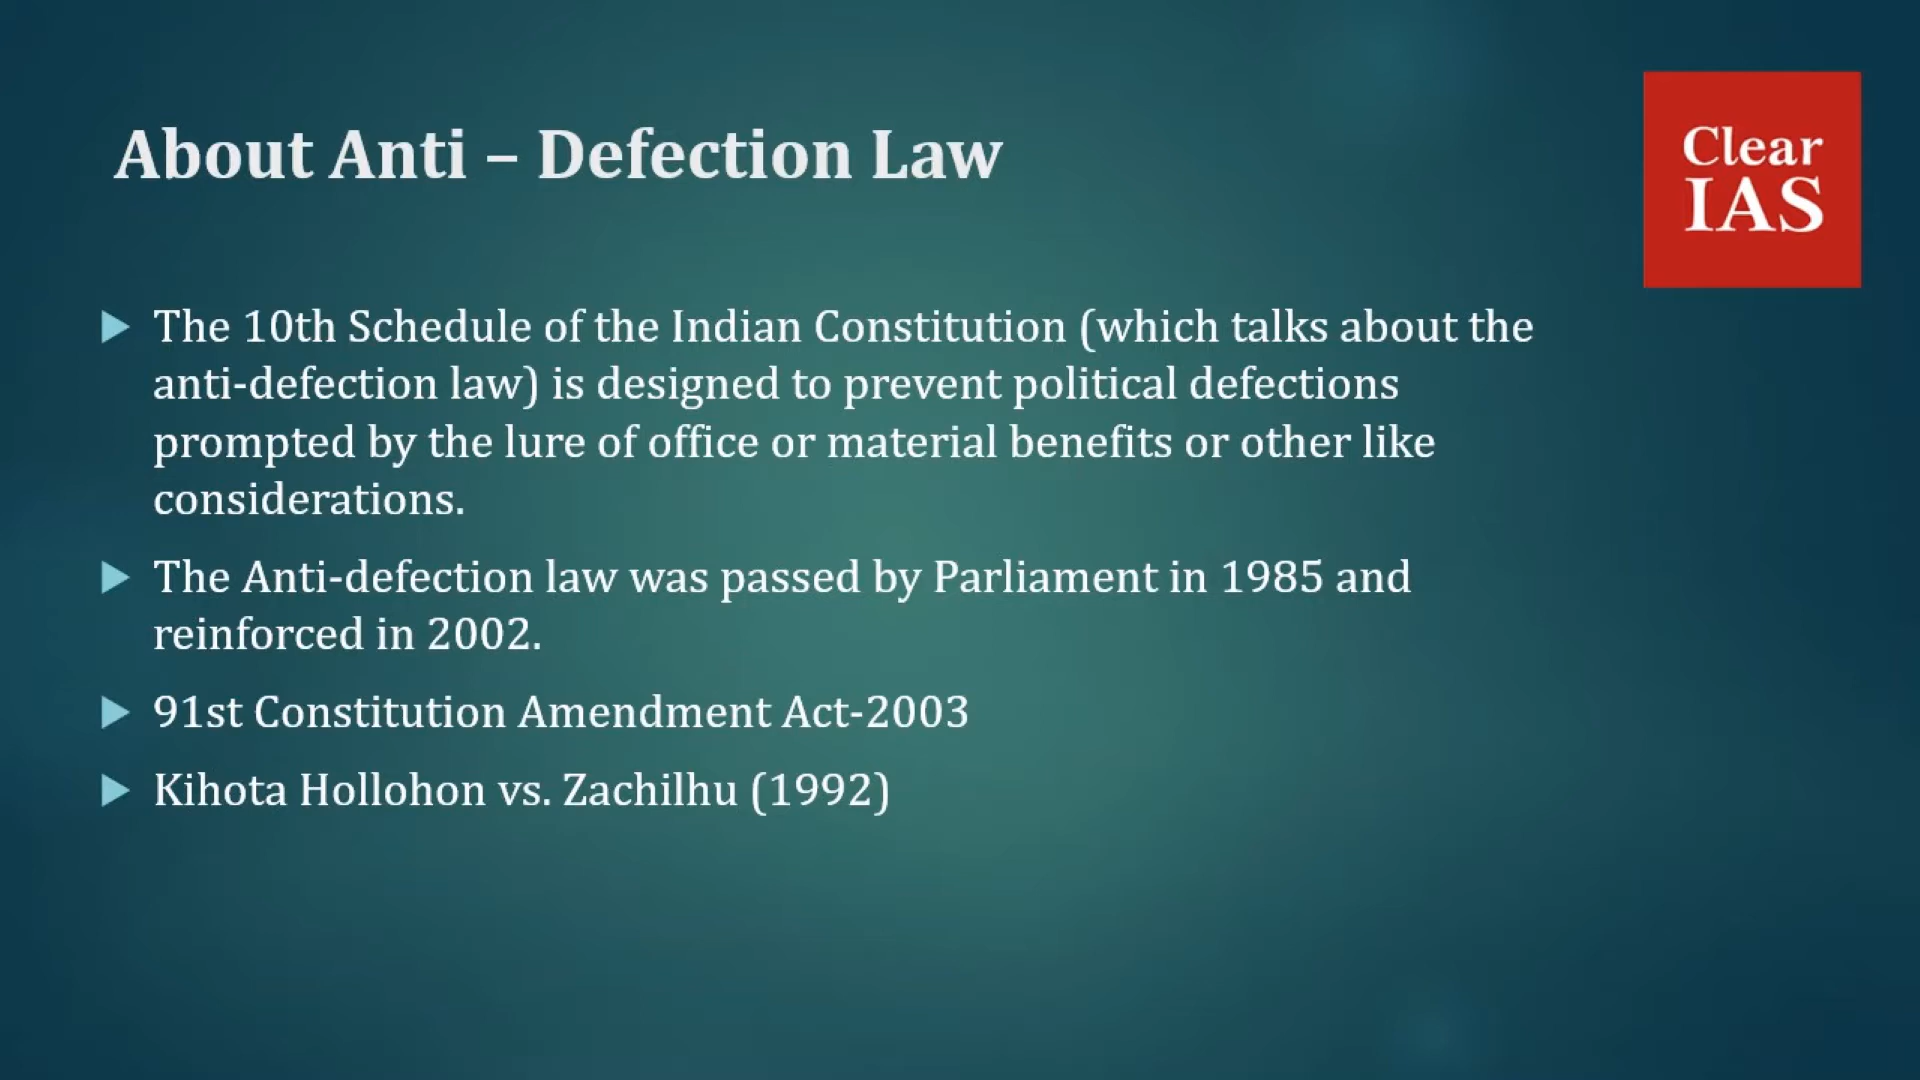 About Anti – Defection Law
Clear
IAS
The 10th Schedule of the Indian Constitution (which talks about the
anti-defection law) is designed to prevent political defections
prompted by the lure of office or material benefits or other like
considerations.
The Anti-defection law was passed by Parliament in 1985 and
reinforced in 2002.
91st Constitution Amendment Act-2003
Kihota Hollohon vs. Zachilhu (1992)